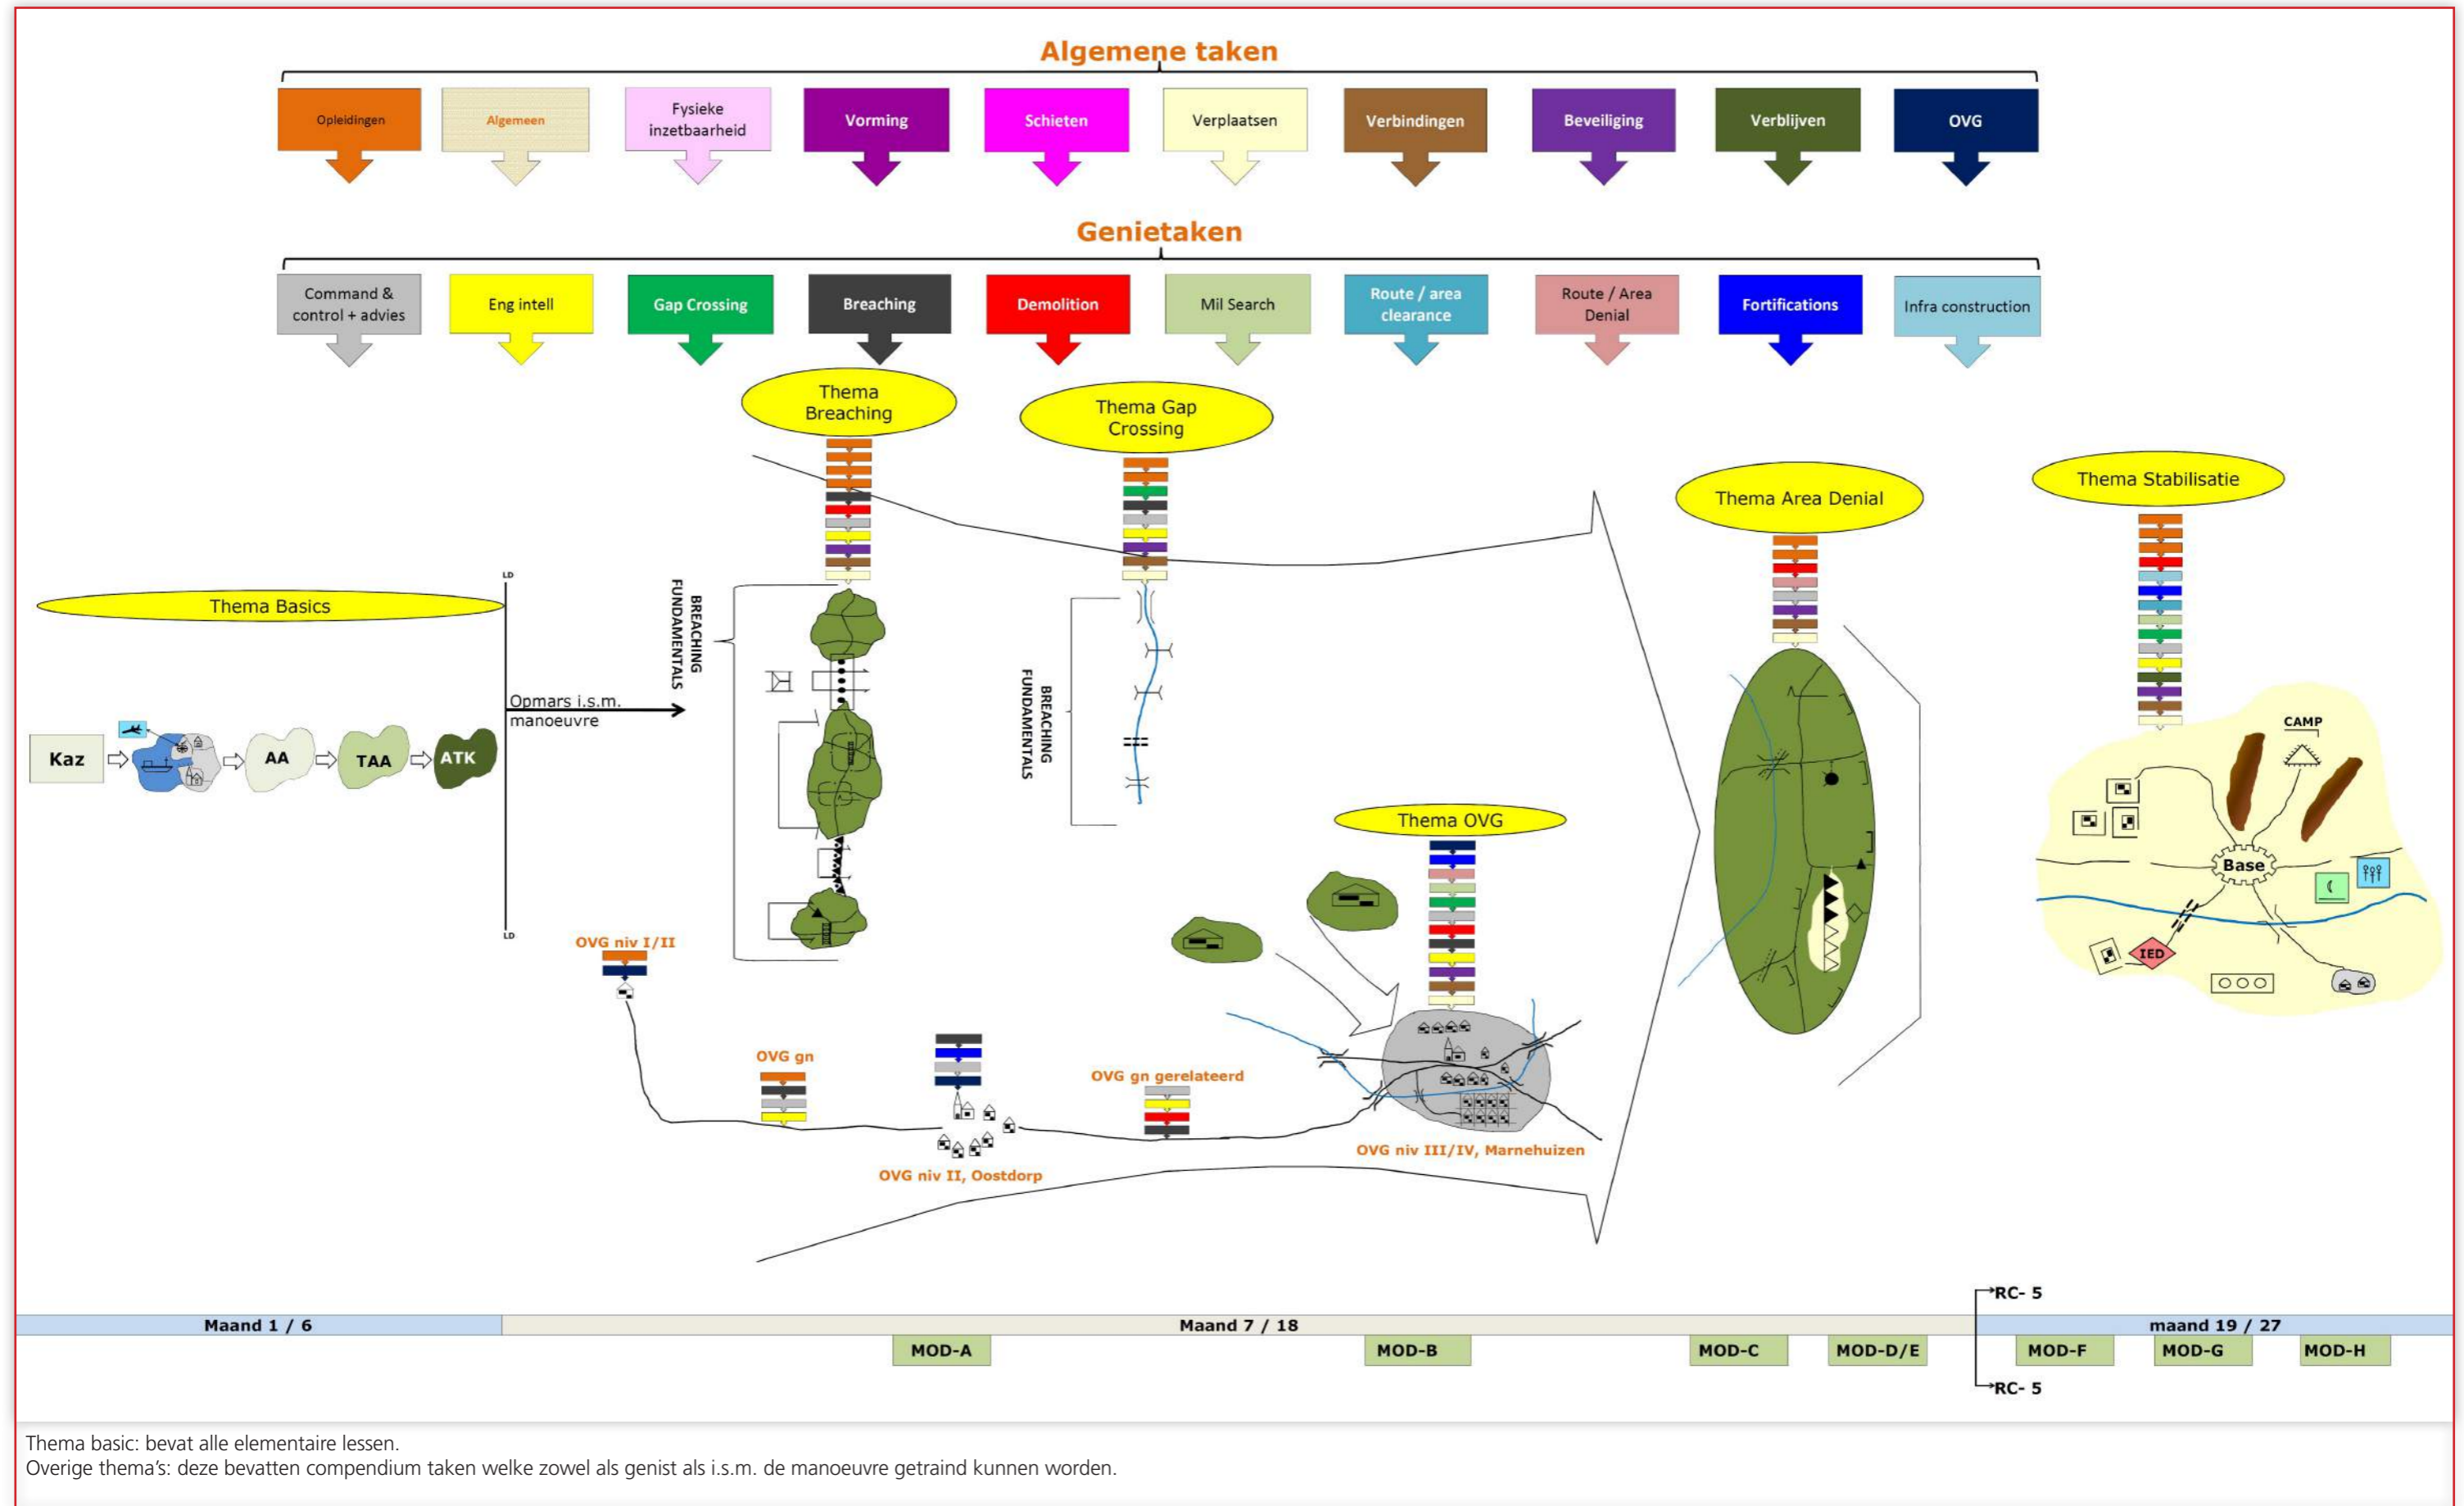 Algemene taken
Opleidingen
Algemeen
Fysieke
inzetbaarheid
Vorming
Schieten
Verplaatsen
Verbindingen
Beveiliging
Verblijven
OVG
Genietaken
Command &
control + advies
Eng intell
Gap Crossing
Breaching
Demolition
Mil Search
Route / area
clearance
Route / Area
Denial
Fortifications
Infra construction
Thema
Breaching
Thema Gap
Crossing
Thema Area Denial
Thema Stabilisatie
Thema Basics
LD
LD
Opmars i.s.m.
manoeuvre
BREACHING
FUNDAMENTALS
BREACHING
FUNDAMENTALS
Kaz
AA
TAA
ATK
CAMP
Base
IED
Thema OVG
OVG niv I/II
OVG gn
OVG niv II, Oostdorp
OVG gn gerelateerd
OVG niv III/IV, Marnehuizen
RC- 5
Maand 1 / 6
Maand 7 / 18
maand 19 / 27
MOD-A
MOD-B
MOD-C
MOD-D/E
MOD-F
MOD-G
MOD-H
RC- 5
Thema basic: bevat alle elementaire lessen.
Overige thema's: deze bevatten compendium taken welke zowel als genist als i.s.m. de manoeuvre getraind kunnen worden.